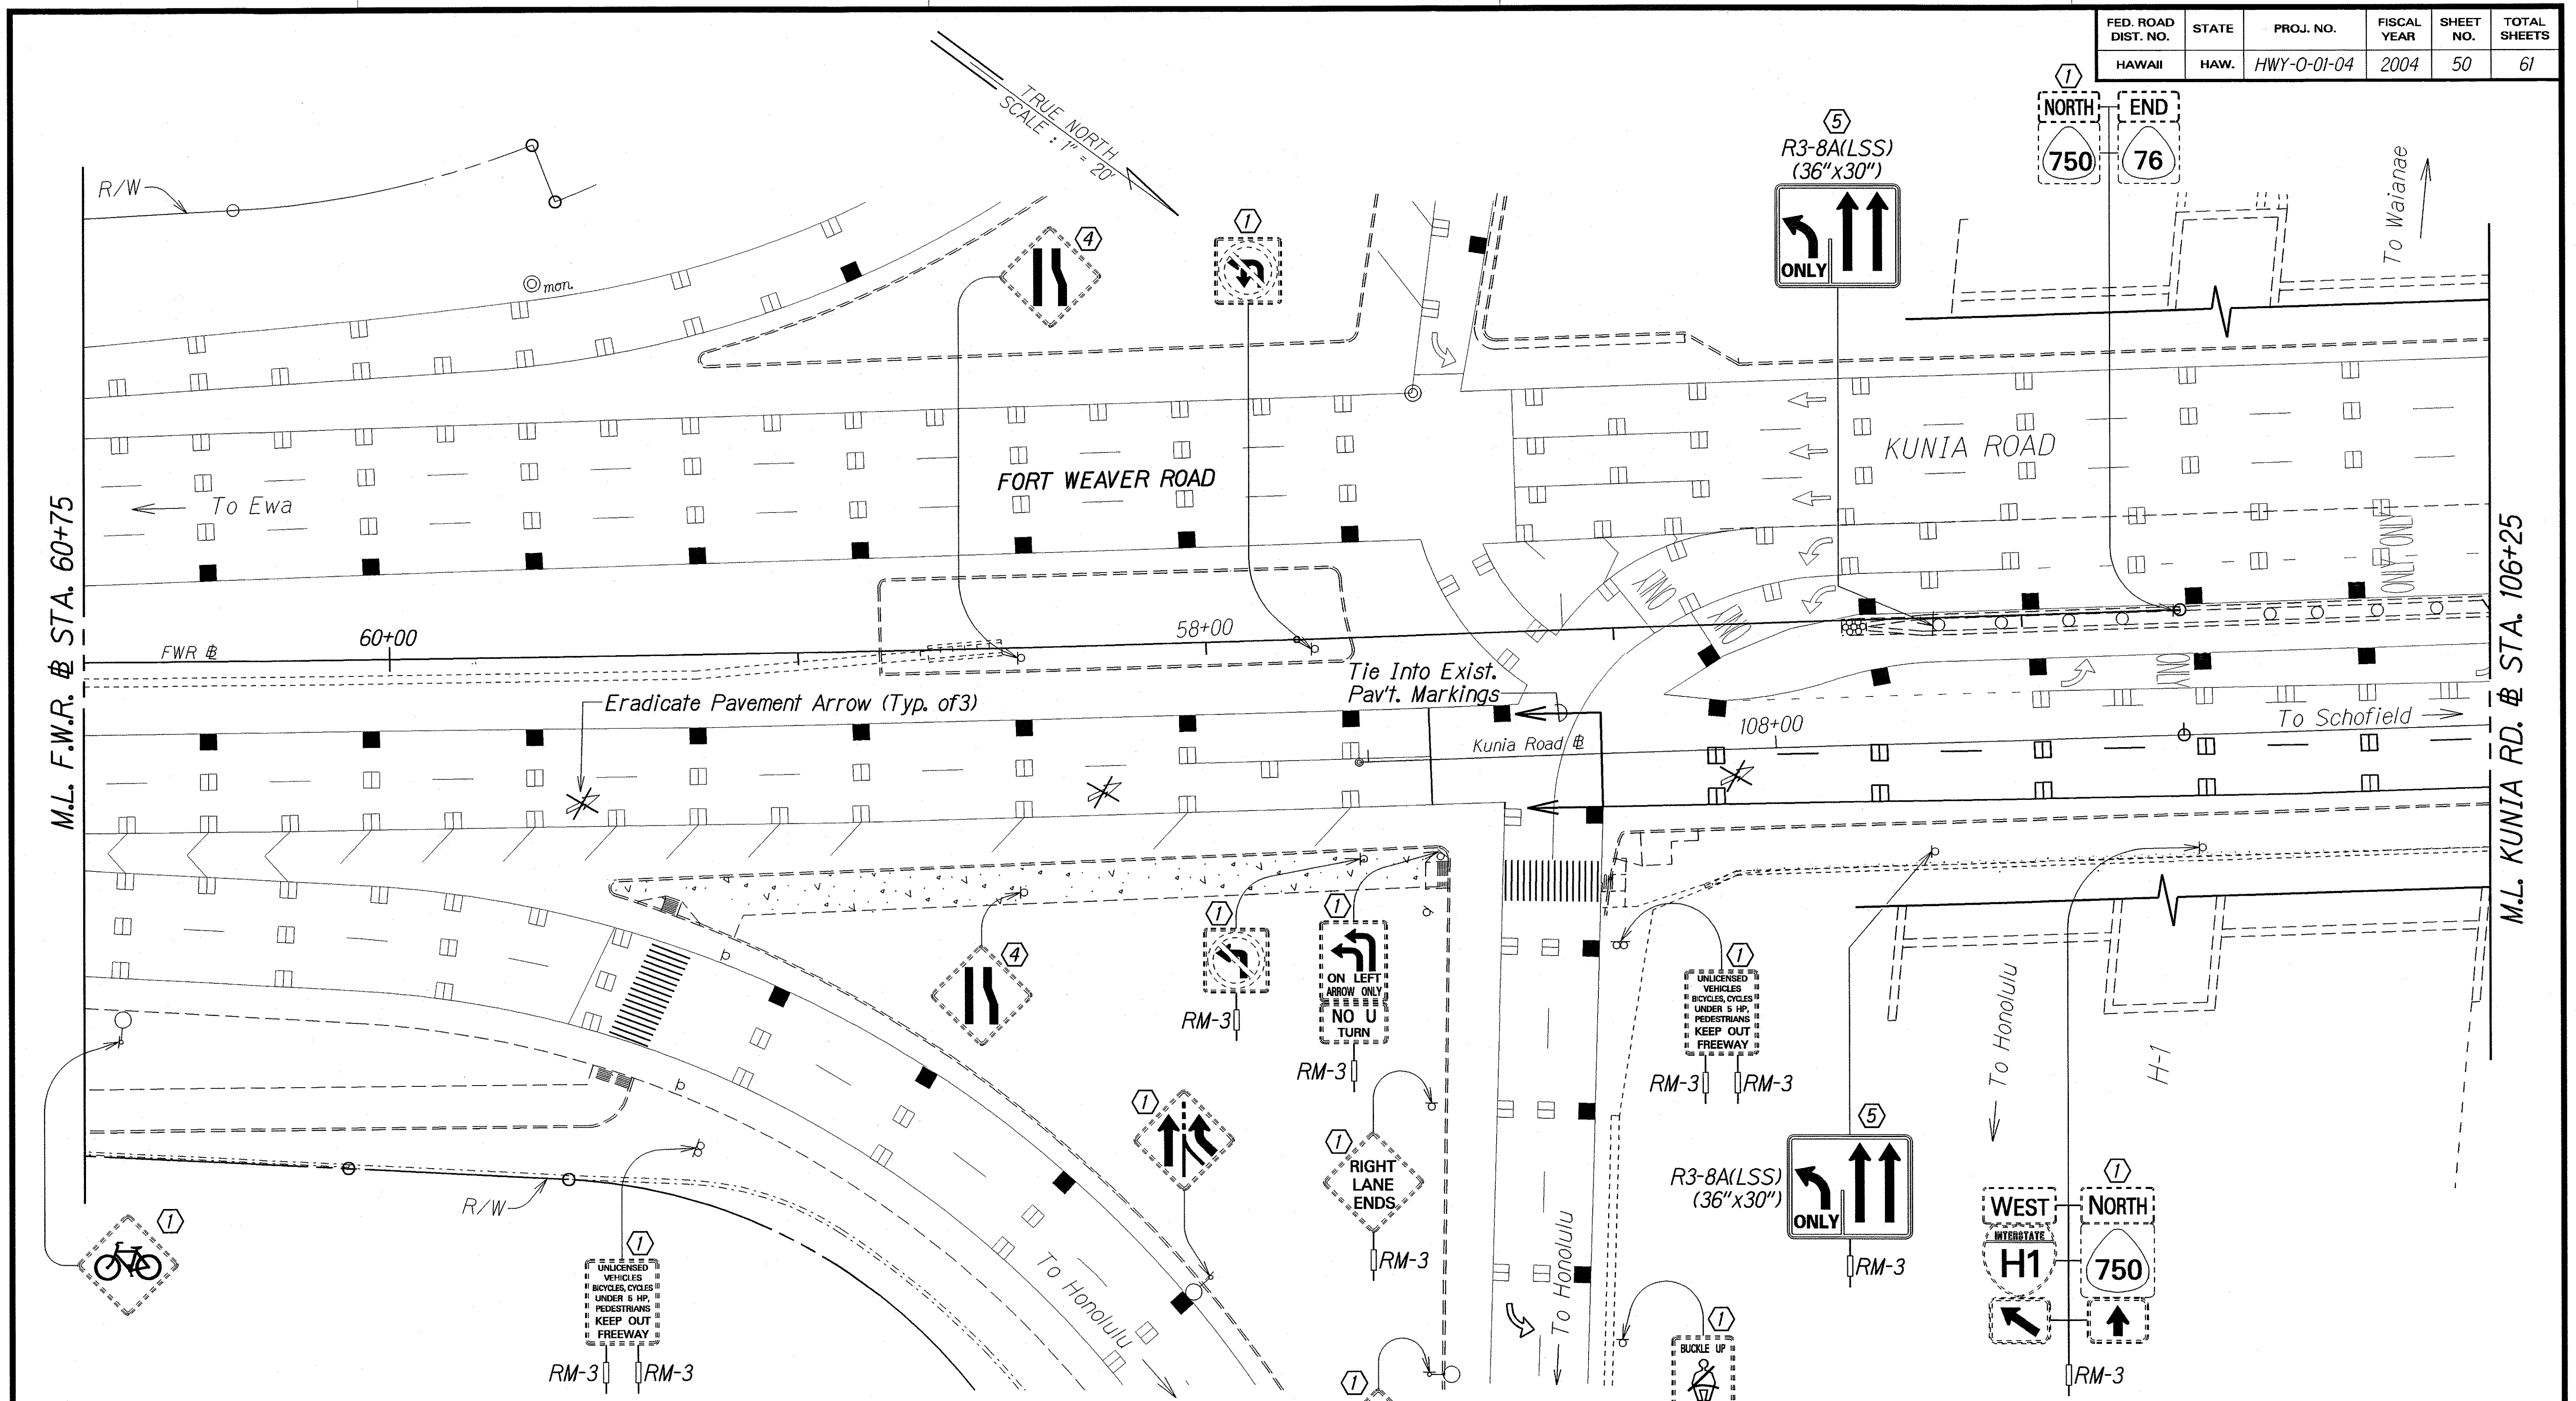 FED. ROAD DIST. NO. STATE PROJ. NO. FISCAL YEAR SHEET NO. TOTAL SHEETS
HAWAII HAW. HWY-O-01-04 2004 50 61
TRUE NORTH
SCALE : 1" = 20'
1
NORTH END
750 76
5
R3-8A(LSS)
(36"x30")
ONLY
To Waianae
R/W
4
1
mon.
KUNIA ROAD
FORT WEAVER ROAD
To Ewa
ONLY ONLY
ONLY
ONLY
ONLY
M.L. F.W.R. ⅊ STA. 60+75
M.L. KUNIA RD. ⅊ STA. 106+25
FWR ⅊
60+00
58+00
Tie Into Exist.
Pav't. Markings
Eradicate Pavement Arrow (Typ. of 3)
Kunia Road ⅊
108+00
To Schofield
4
1
RM-3
1
ON LEFT
ARROW ONLY
NO U
TURN
RM-3
1
UNLICENSED
VEHICLES
BICYCLES, CYCLES
UNDER 5 HP,
PEDESTRIANS
KEEP OUT
FREEWAY
RM-3 RM-3
To Honolulu
H-1
1
1
RIGHT
LANE
ENDS
RM-3
5
R3-8A(LSS)
(36"x30")
ONLY
RM-3
1
WEST NORTH
INTERSTATE
H1 750
RM-3
R/W
1
1
UNLICENSED
VEHICLES
BICYCLES, CYCLES
UNDER 5 HP,
PEDESTRIANS
KEEP OUT
FREEWAY
RM-3 RM-3
To Honolulu
To Honolulu
1
1
BUCKLE UP